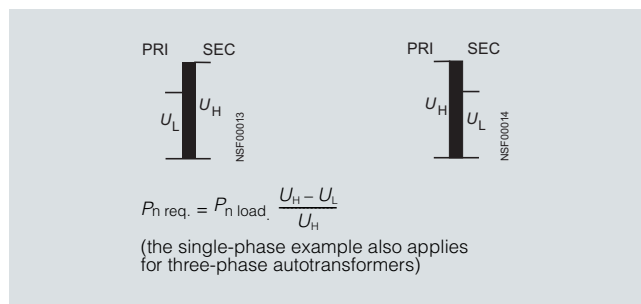 PRI SEC
U_L U_H
NSF00013
PRI SEC
U_H U_L
NSF00014
P_n req. = P_n load. (U_H – U_L) / U_H
(the single-phase example also applies
for three-phase autotransformers)